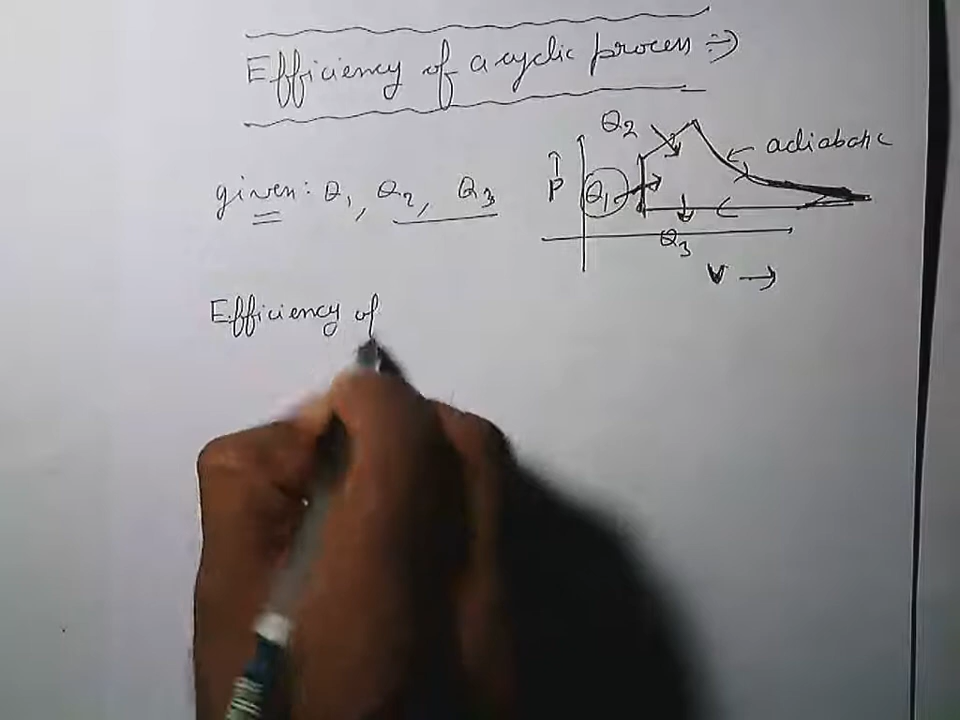 Efficiency of a cyclic process ⇒
Q2
adiabatic
given: Q1, Q2, Q3
P
Q1
Q3
V →
Efficiency of